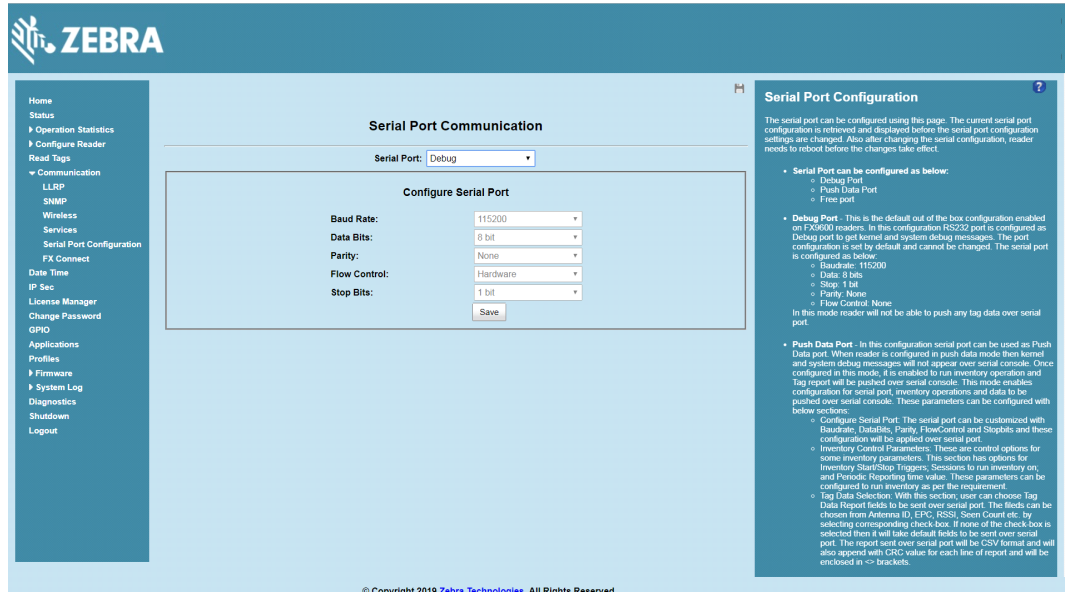 ZEBRA
Home
Status
Operation Statistics
Configure Reader
Read Tags
Communication
LLRP
SNMP
Wireless
Services
Serial Port Configuration
FX Connect
Date Time
IP Sec
License Manager
Change Password
GPIO
Applications
Profiles
Firmware
System Log
Diagnostics
Shutdown
Logout
Serial Port Communication
Serial Port: Debug
Configure Serial Port
Baud Rate: 115200
Data Bits: 8 bit
Parity: None
Flow Control: Hardware
Stop Bits: 1 bit
Save
?
Serial Port Configuration
The serial port can be configured using this page. The current serial port
configuration is retrieved and displayed before the serial port configuration
settings are changed. Also after changing the serial configuration, reader
needs to reboot before the changes take effect.
• Serial Port can be configured as below:
○ Debug Port
○ Push Data Port
○ Free port
• Debug Port - This is the default out of the box configuration enabled
on FX9600 readers. In this configuration RS232 port is configured as
Debug port to get kernel and system debug messages. The port
configuration is set by default and cannot be changed. The serial port
is configured as below:
○ Baudrate: 115200
○ Data: 8 bits
○ Stop: 1 bit
○ Parity: None
○ Flow Control: None
In this mode reader will not be able to push any tag data over serial
port.
• Push Data Port - In this configuration serial port can be used as Push
Data port. When reader is configured in push data mode then kernel
and system debug messages will not appear over serial console. Once
configured in this mode, it is enabled to run inventory operation and
Tag report will be pushed over serial console. This mode enables
configuration for serial port, inventory operations and data to be
pushed over serial console. These parameters can be configured with
below sections:
○ Configure Serial Port: The serial port can be customized with
Baudrate, DataBits, Parity, FlowControl and Stopbits and these
configuration will be applied over serial port.
○ Inventory Control Parameters: These are control options for
some inventory parameters. This section has options for
Inventory Start/Stop Triggers; Sessions to run inventory on;
and Periodic Reporting time value. These parameters can be
configured to run inventory as per the requirement.
○ Tag Data Selection: With this section; user can choose Tag
Data Report fields to be sent over serial port. The fileds can be
chosen from Antenna ID, EPC, RSSI, Seen Count etc. by
selecting corresponding check-box. If none of the check-box is
selected then it will take default fields to be sent over serial
port. The report sent over serial port will be CSV format and will
also append with CRC value for each line of report and will be
enclosed in <> brackets.
© Copyright 2019 Zebra Technologies. All Rights Reserved.